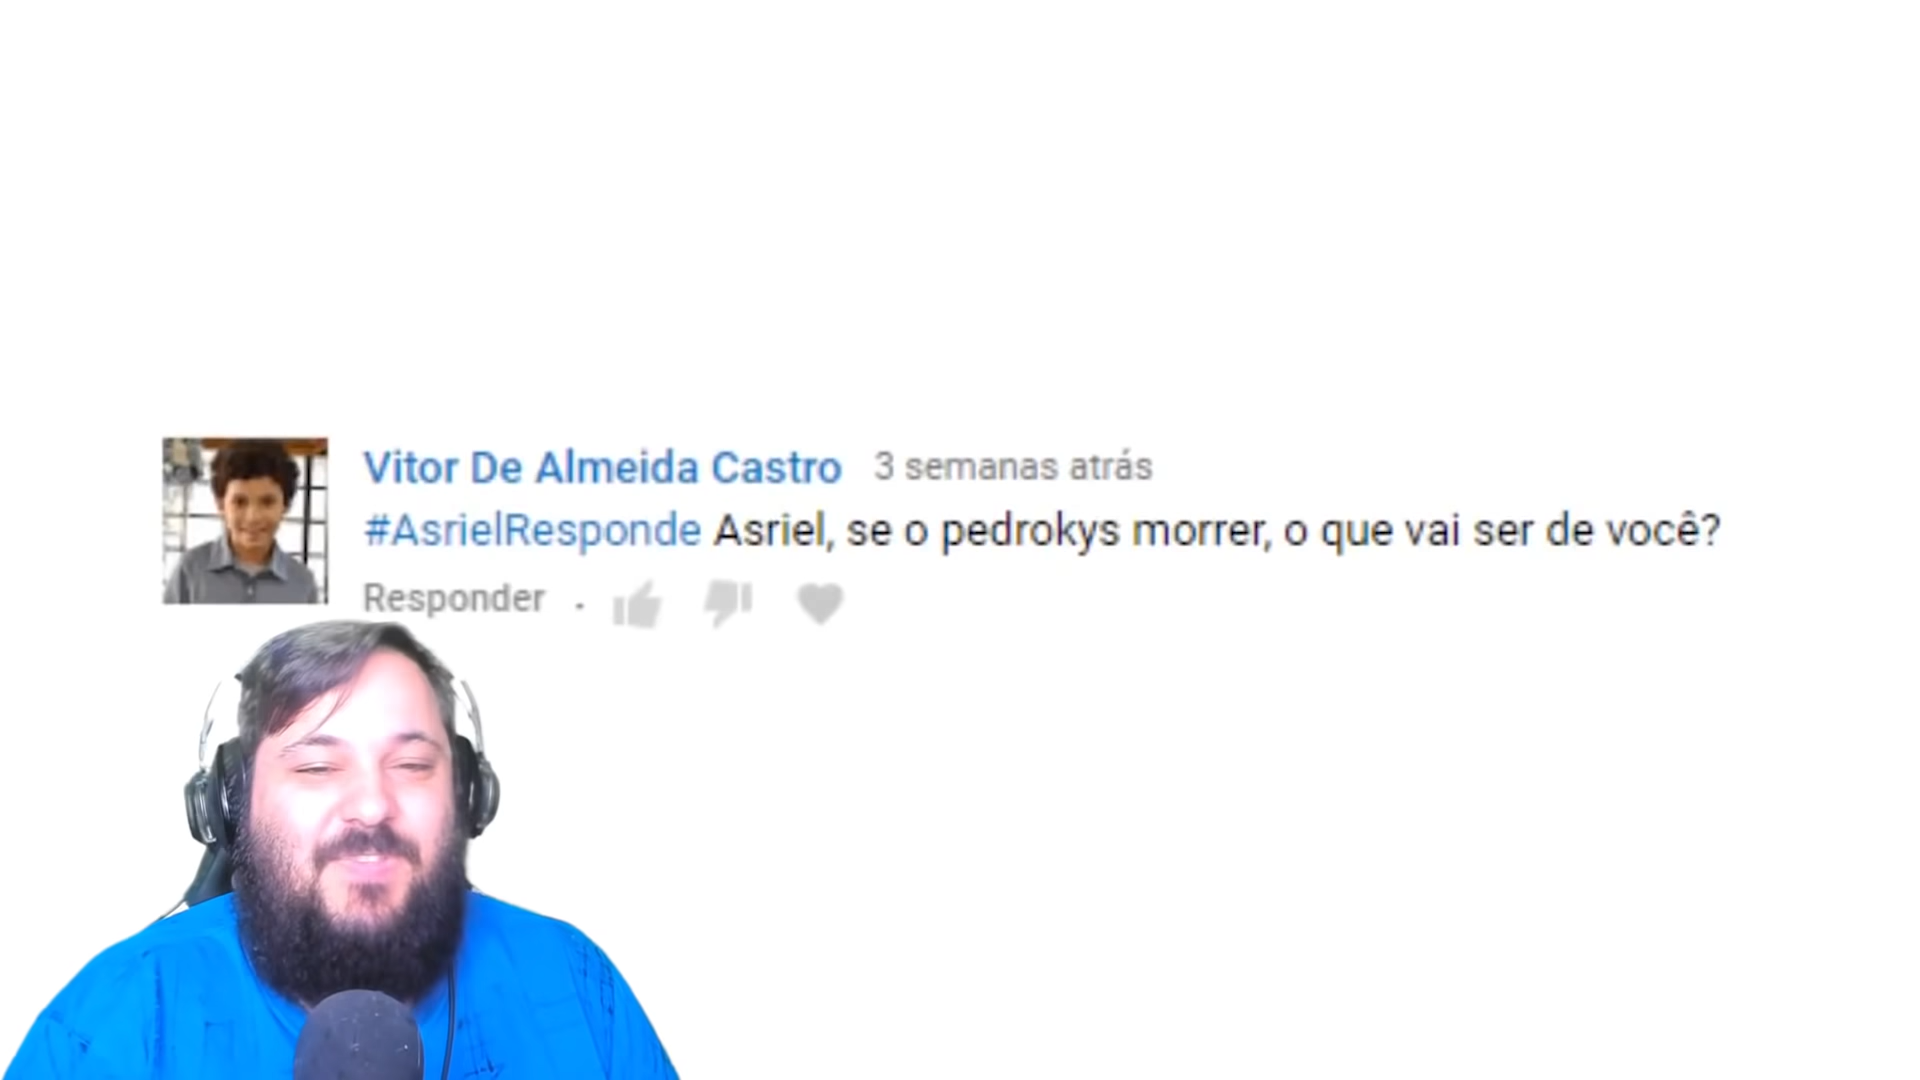 Vitor De Almeida Castro 3 semanas atrás
#AsrielResponde Asriel, se o pedrokys morrer, o que vai ser de você?
Responder